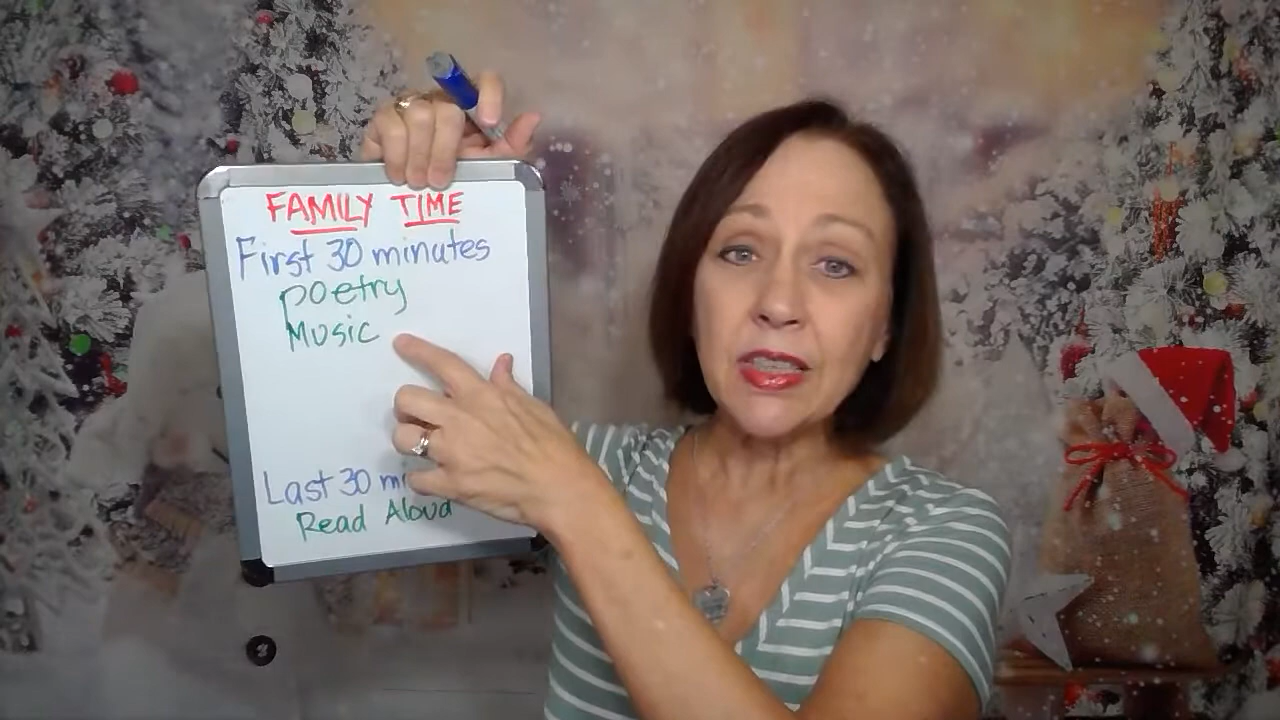 FAMILY TIME
First 30 minutes
poetry
Music
Last 30
Read Aloud